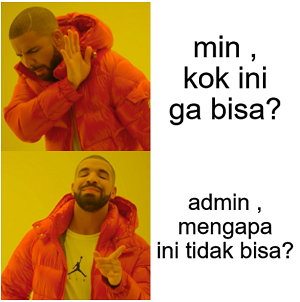 min ,
kok ini
ga bisa?
admin ,
mengapa
ini tidak bisa?